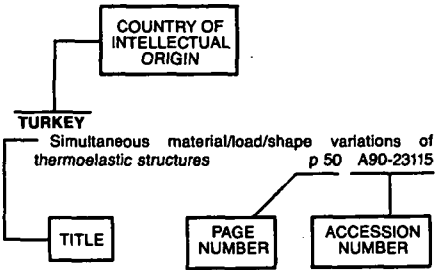 COUNTRY OF
INTELLECTUAL
ORIGIN
TURKEY
Simultaneous material/load/shape variations of
thermoelastic structures p 50 A90-23115
TITLE
PAGE
NUMBER
ACCESSION
NUMBER